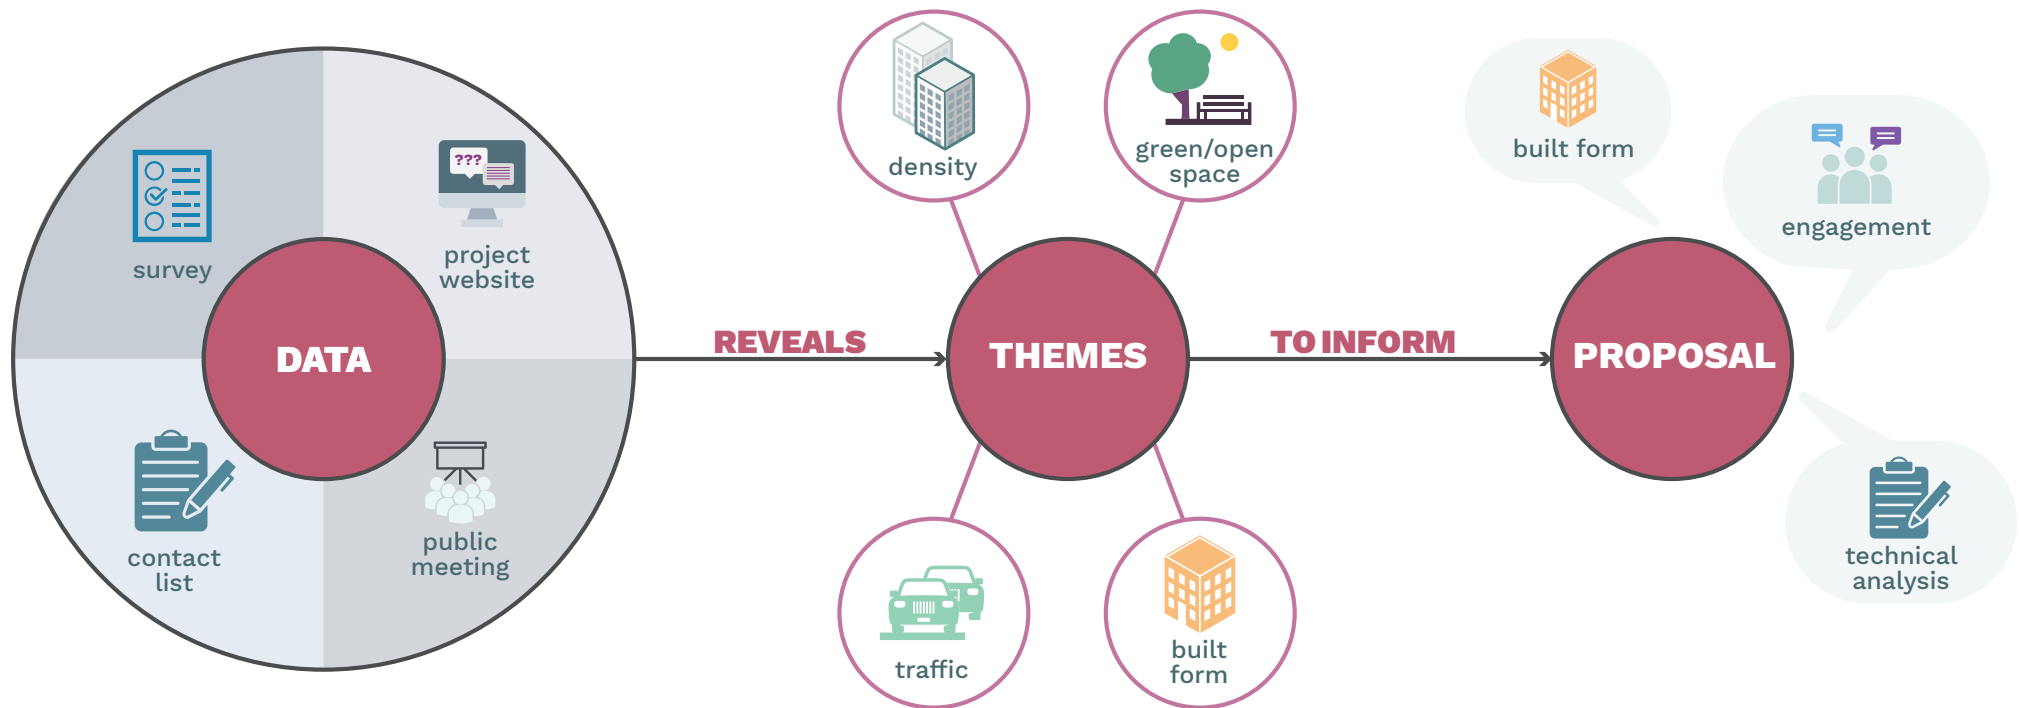 survey
???
project
website
DATA
contact
list
public
meeting
REVEALS
density
green/open
space
THEMES
traffic
built
form
TO INFORM
built form
engagement
PROPOSAL
technical
analysis